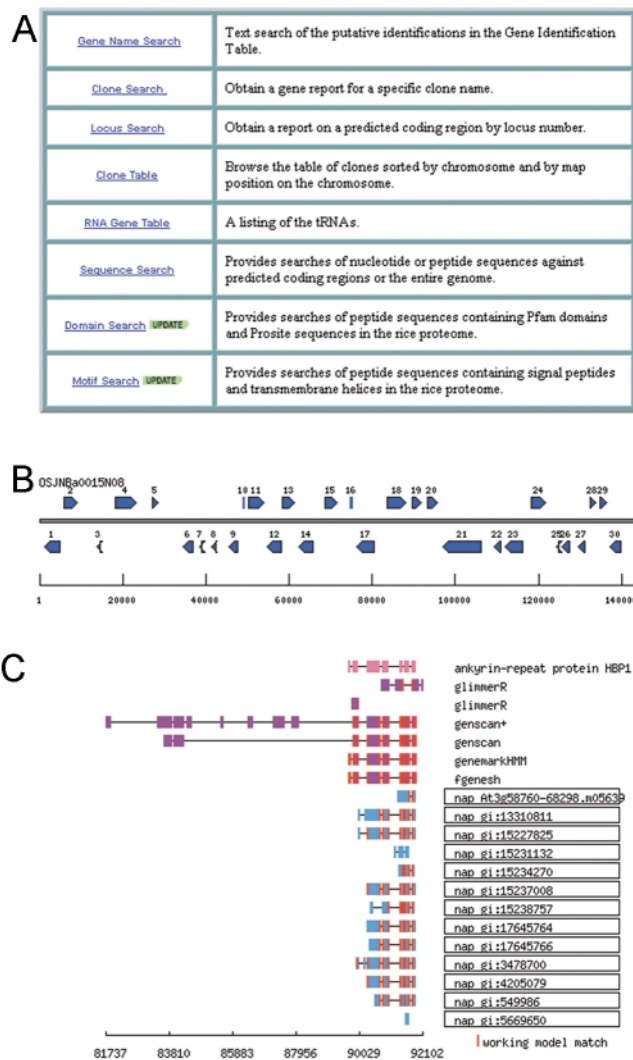 A
Gene Name Search
Text search of the putative identifications in the Gene Identification
Table.
Clone Search
Obtain a gene report for a specific clone name.
Locus Search
Obtain a report on a predicted coding region by locus number.
Clone Table
Browse the table of clones sorted by chromosome and by map
position on the chromosome.
RNA Gene Table
A listing of the tRNAs.
Sequence Search
Provides searches of nucleotide or peptide sequences against
predicted coding regions or the entire genome.
Domain Search UPDATE
Provides searches of peptide sequences containing Pfam domains
and Prosite sequences in the rice proteome.
Motif Search UPDATE
Provides searches of peptide sequences containing signal peptides
and transmembrane helices in the rice proteome.
B
OSJNBa0015N08
2 4 5 10 11 13 15 16 18 19 20 24 28 29
1 3 6 7 8 9 12 14 17 21 22 23 25 26 27 30
1 20000 40000 60000 80000 100000 120000 14000
C
ankyrin-repeat protein HBP1
glimmerR
glimmerR
genscan+
genscan
genemarkHMM
fgenesh
nap At3g58760-68298.m05639
nap gi:13310811
nap gi:15227825
nap gi:15231132
nap gi:15234270
nap gi:15237008
nap gi:15238757
nap gi:17645764
nap gi:17645766
nap gi:3478700
nap gi:4205079
nap gi:549986
nap gi:5669650
working model match
81737 83810 85883 87956 90029 92102